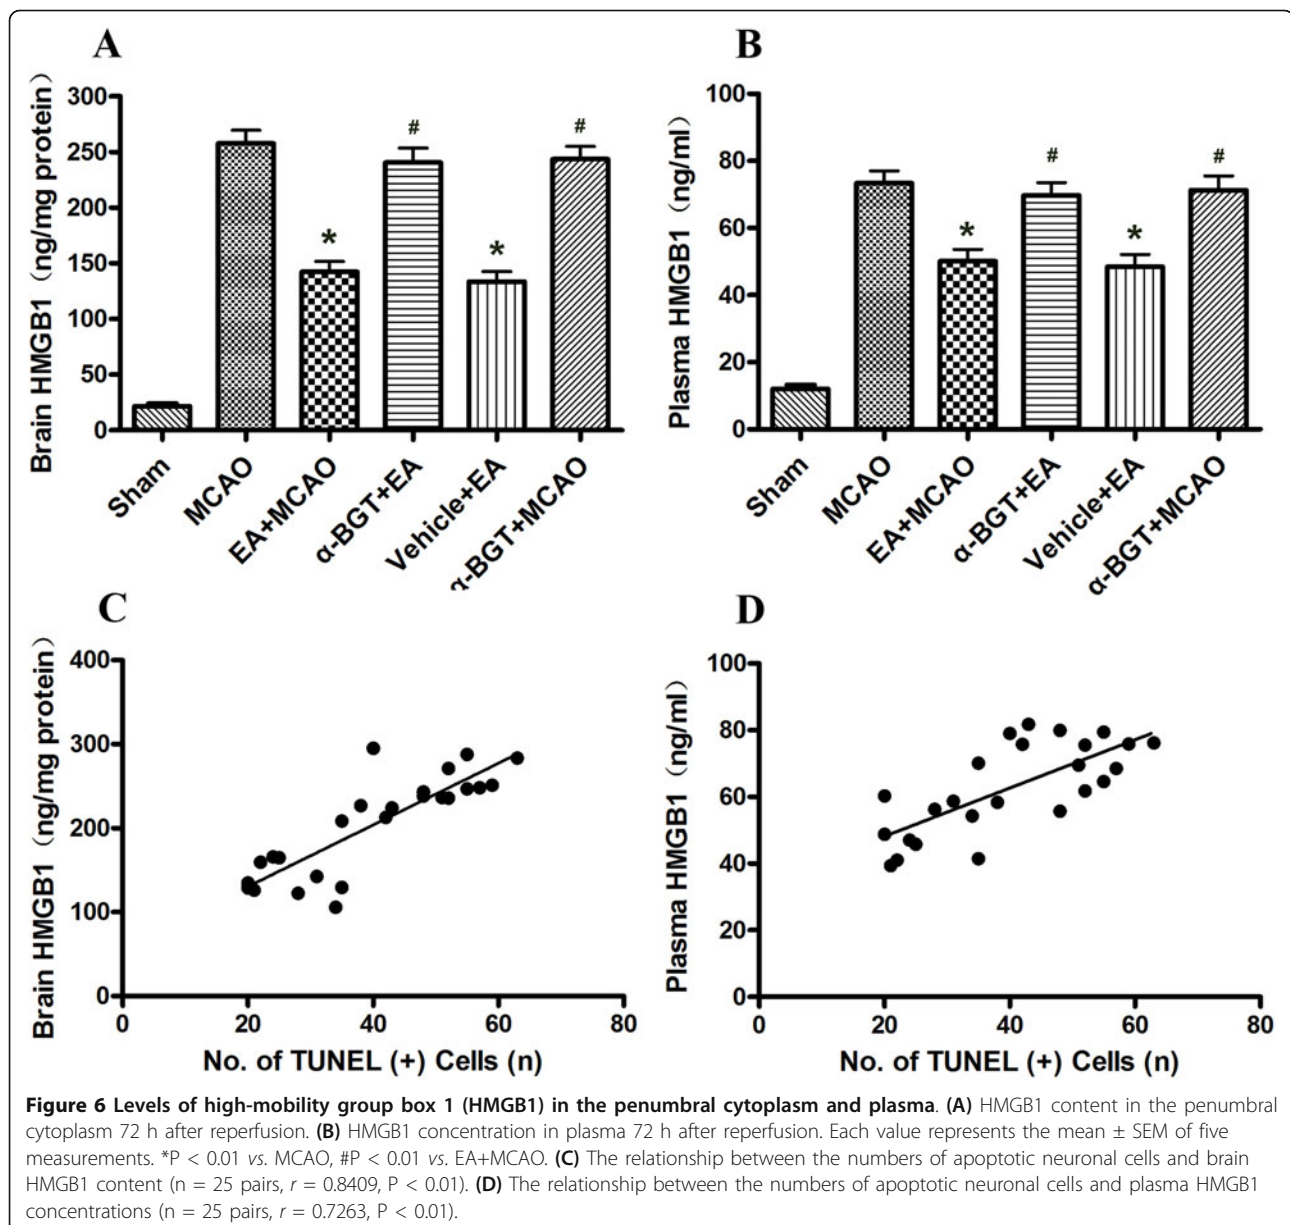 A
Brain HMGB1（ng/mg protein）
300
250
200
150
100
50
0
#
#
*
*
Sham
MCAO
EA+MCAO
α-BGT+EA
Vehicle+EA
α-BGT+MCAO
B
Plasma HMGB1（ng/ml）
100
80
60
40
20
0
#
#
*
*
Sham
MCAO
EA+MCAO
α-BGT+EA
Vehicle+EA
α-BGT+MCAO
C
Brain HMGB1（ng/mg protein）
400
300
200
100
0
0
20
40
60
80
No. of TUNEL (+) Cells (n)
D
Plasma HMGB1（ng/ml）
100
80
60
40
20
0
0
20
40
60
80
No. of TUNEL (+) Cells (n)
Figure 6 Levels of high-mobility group box 1 (HMGB1) in the penumbral cytoplasm and plasma. (A) HMGB1 content in the penumbral
cytoplasm 72 h after reperfusion. (B) HMGB1 concentration in plasma 72 h after reperfusion. Each value represents the mean ± SEM of five
measurements. *P < 0.01 vs. MCAO, #P < 0.01 vs. EA+MCAO. (C) The relationship between the numbers of apoptotic neuronal cells and brain
HMGB1 content (n = 25 pairs, r = 0.8409, P < 0.01). (D) The relationship between the numbers of apoptotic neuronal cells and plasma HMGB1
concentrations (n = 25 pairs, r = 0.7263, P < 0.01).